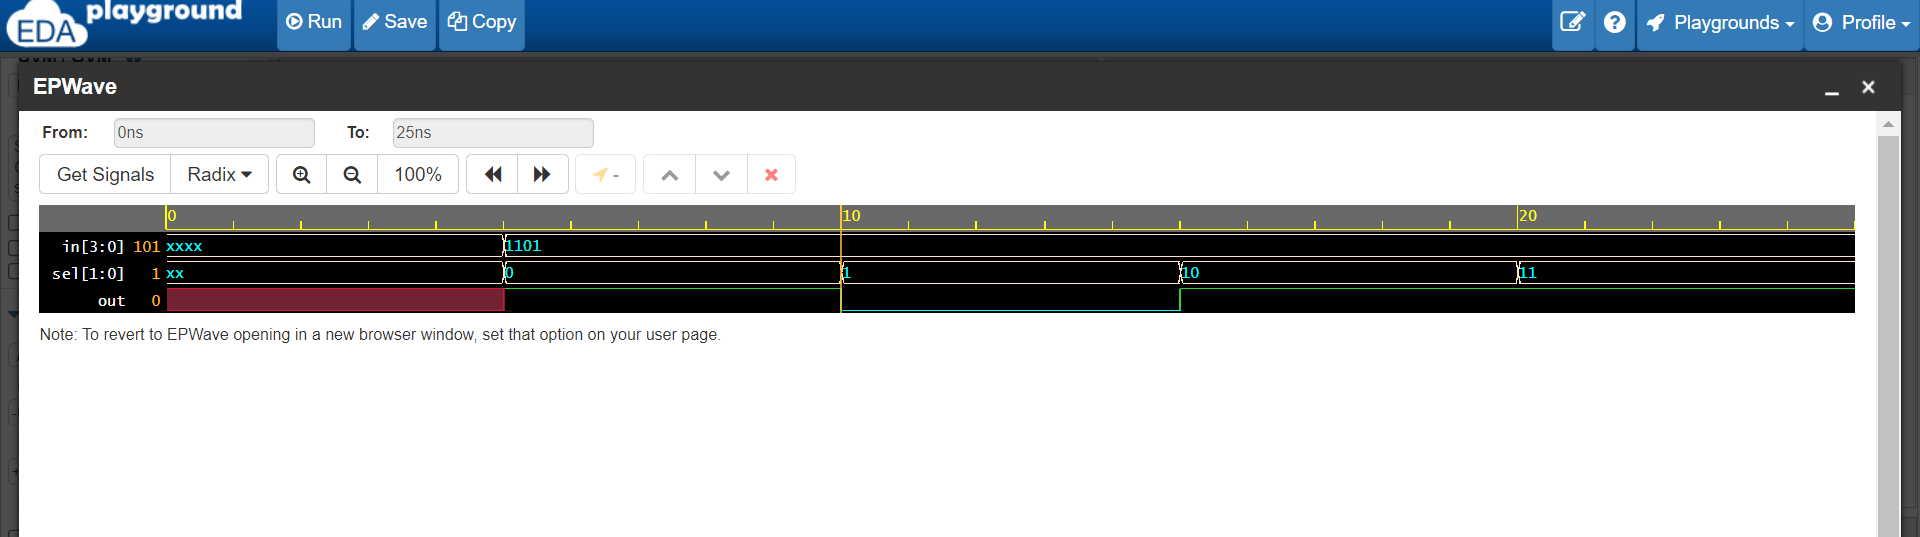 EDA playground
Run Save Copy Playgrounds Profile
EPWave
From: 0ns To: 25ns
Get Signals Radix 100% -
0 10 20
in[3:0] 101 xxxx 1101
sel[1:0] 1 xx 0 1 10 11
out 0
Note: To revert to EPWave opening in a new browser window, set that option on your user page.